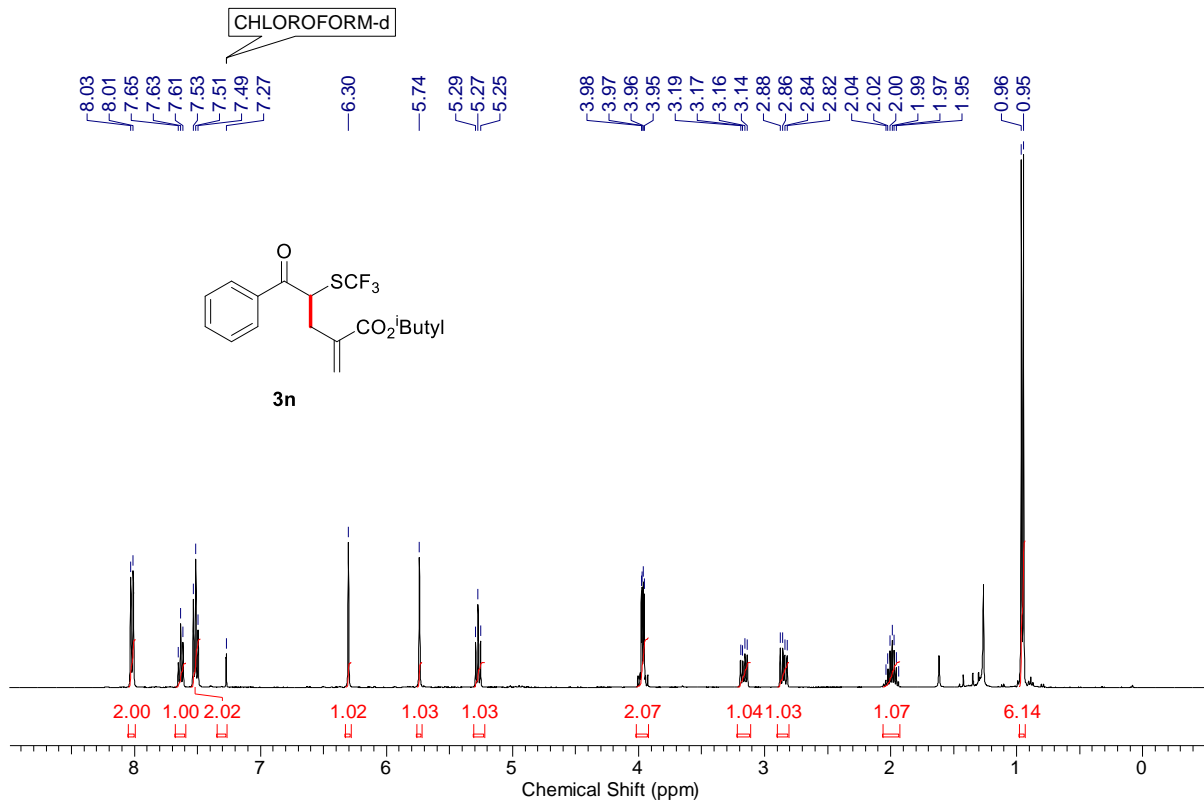 CHLOROFORM-d
8.03 8.01 7.65 7.63 7.61 7.53 7.51 7.49 7.27 6.30 5.74 5.29 5.27 5.25 3.98 3.97 3.96 3.95 3.19 3.17 3.16 3.14 2.88 2.86 2.84 2.82 2.04 2.02 2.00 1.99 1.97 1.95 0.96 0.95
O
SCF3
CO2iButyl
3n
2.00 1.00 2.02 1.02 1.03 1.03 2.07 1.04 1.03 1.07 6.14
8 7 6 5 4 3 2 1 0
Chemical Shift (ppm)